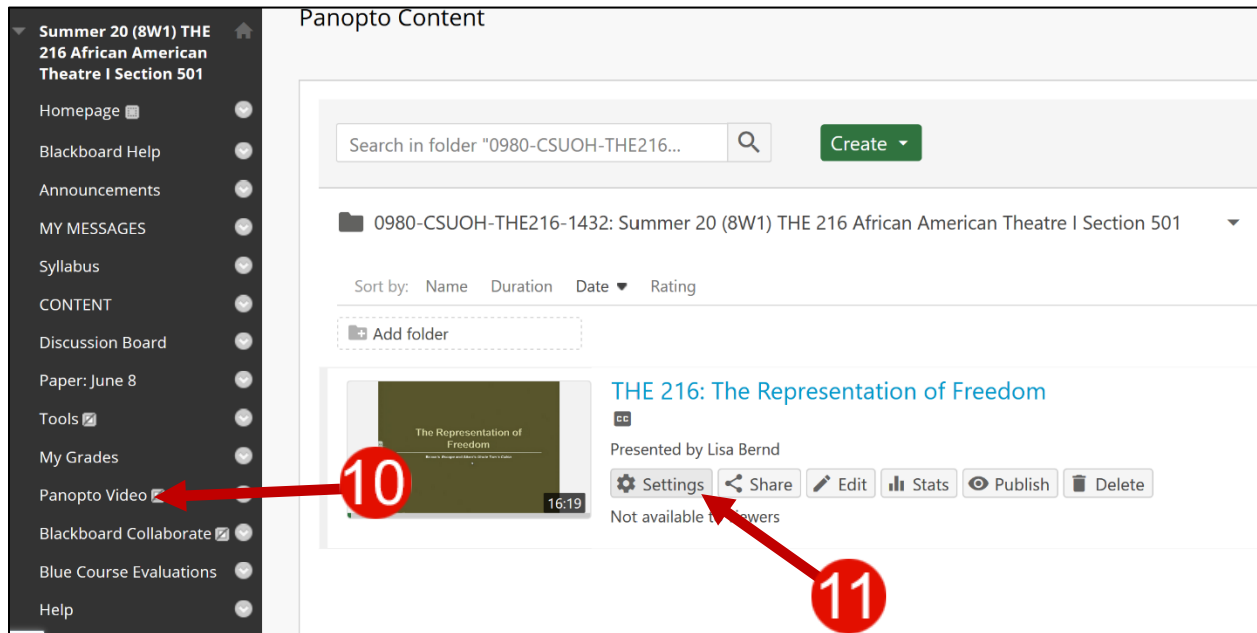 Summer 20 (8W1) THE
216 African American
Theatre I Section 501
Homepage
Blackboard Help
Announcements
MY MESSAGES
Syllabus
CONTENT
Discussion Board
Paper: June 8
Tools
My Grades
Panopto Video
Blackboard Collaborate
Blue Course Evaluations
Help
Panopto Content
Search in folder "0980-CSUOH-THE216...
Create
0980-CSUOH-THE216-1432: Summer 20 (8W1) THE 216 African American Theatre I Section 501
Sort by: Name Duration Date Rating
Add folder
The Representation of
Freedom
16:19
THE 216: The Representation of Freedom
CC
Presented by Lisa Bernd
Settings Share Edit Stats Publish Delete
Not available to viewers
10
11